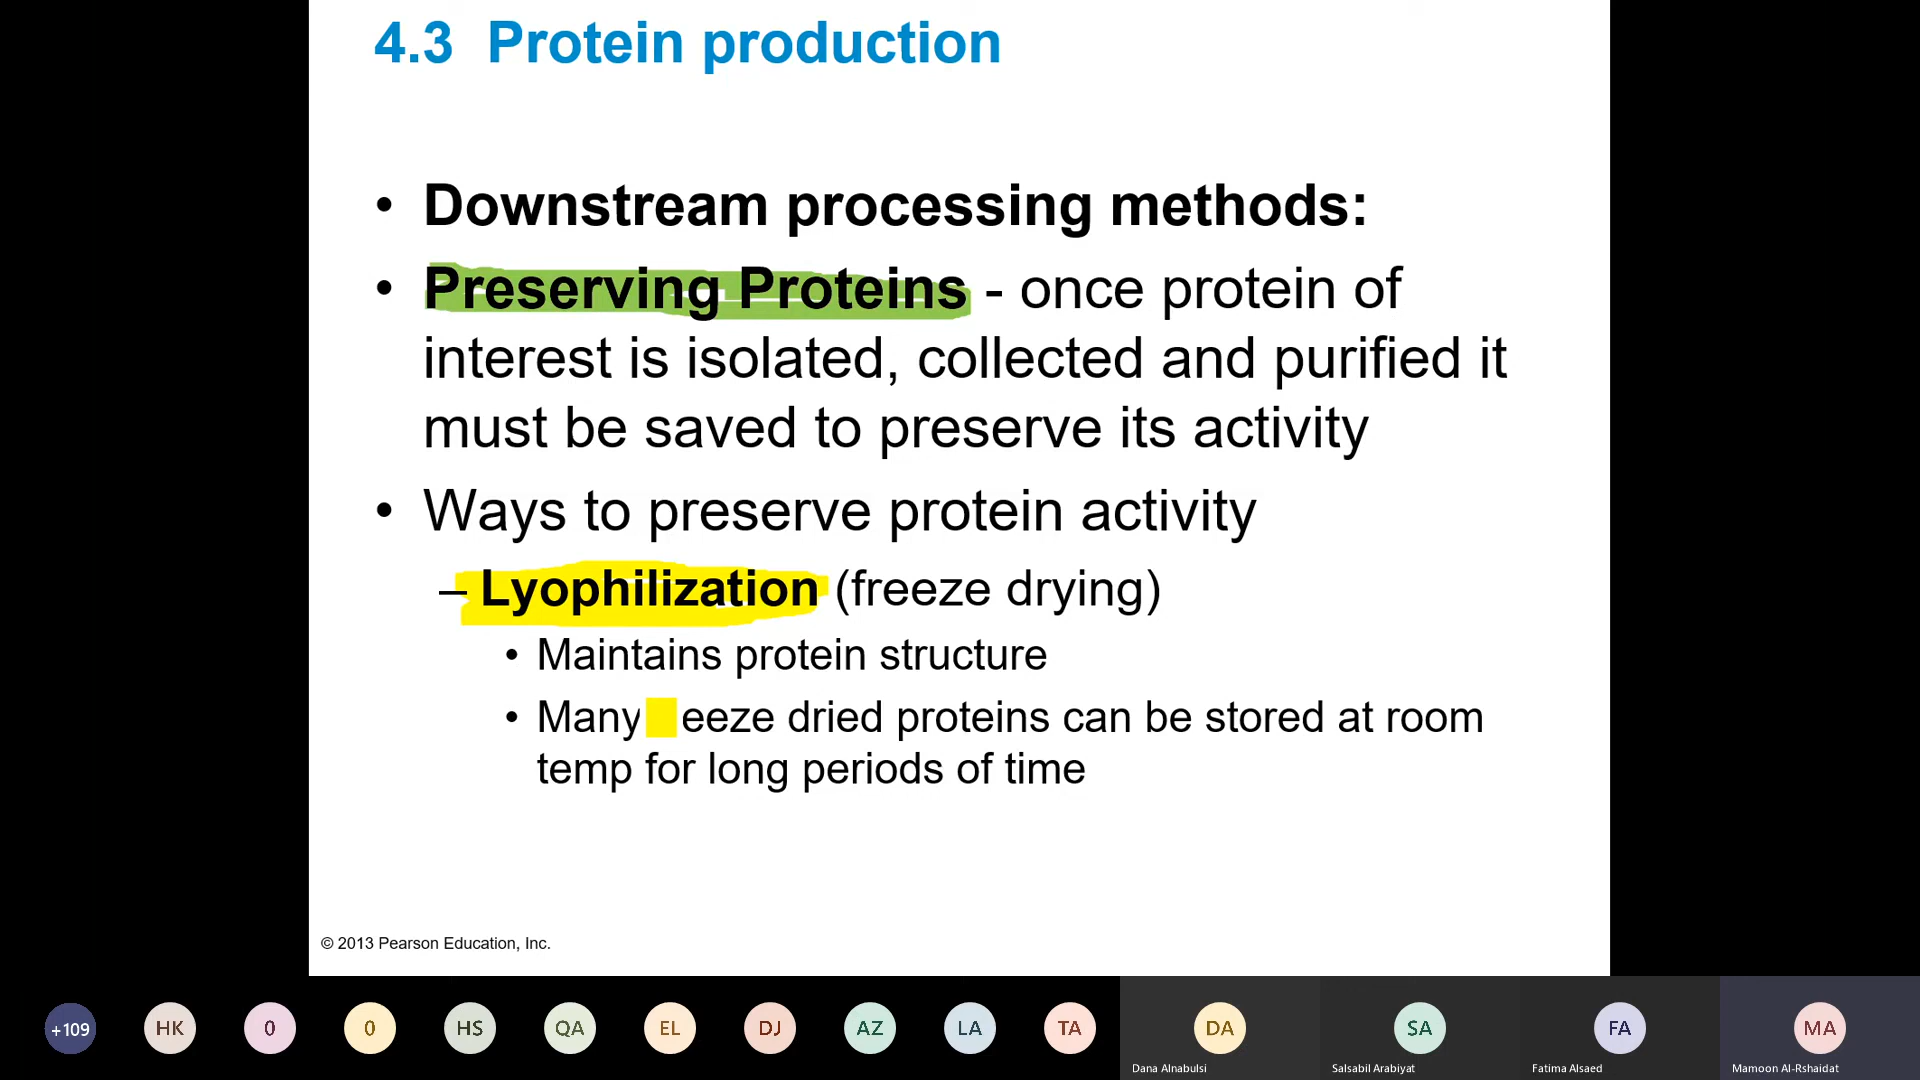 4.3 Protein production
• Downstream processing methods:
• Preserving Proteins - once protein of
interest is isolated, collected and purified it
must be saved to preserve its activity
• Ways to preserve protein activity
– Lyophilization (freeze drying)
• Maintains protein structure
• Many eeze dried proteins can be stored at room
temp for long periods of time
© 2013 Pearson Education, Inc.
+109 HK 0 0 HS QA EL DJ AZ LA TA DA SA FA MA
Dana Alnabulsi Salsabil Arabiyat Fatima Alsaed Mamoon Al-Rshaidat